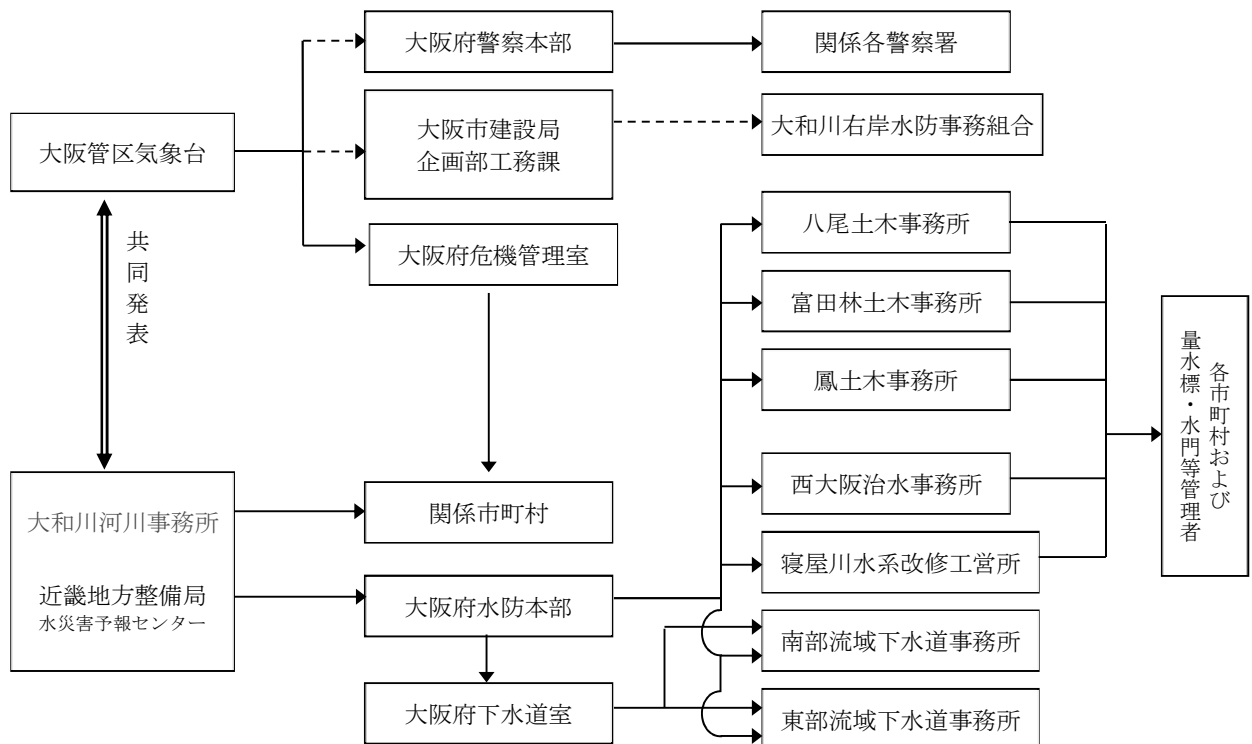 大阪府警察本部
関係各警察署
大阪管区気象台
大阪市建設局
企画部工務課
大和川右岸水防事務組合
共同発表
大阪府危機管理室
八尾土木事務所
富田林土木事務所
鳳土木事務所
西大阪治水事務所
寝屋川水系改修工営所
各市町村および
量水標・水門等管理者
大和川河川事務所
近畿地方整備局
水災害予報センター
関係市町村
大阪府水防本部
大阪府下水道室
南部流域下水道事務所
東部流域下水道事務所